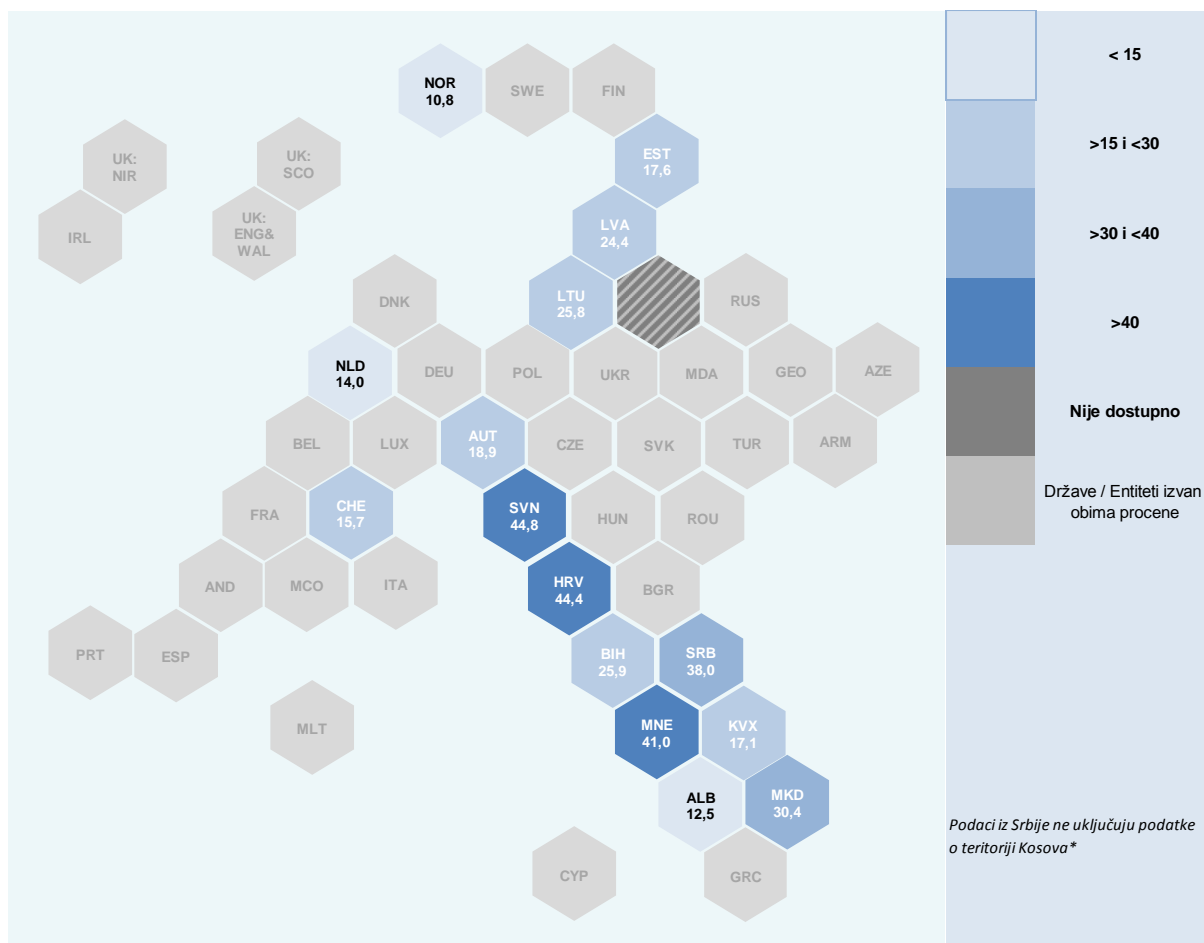 NOR
10,8
SWE
FIN
UK:
NIR
UK:
SCO
EST
17,6
IRL
UK:
ENG&
WAL
LVA
24,4
DNK
LTU
25,8
RUS
NLD
14,0
DEU
POL
UKR
MDA
GEO
AZE
BEL
LUX
AUT
18,9
CZE
SVK
TUR
ARM
FRA
CHE
15,7
SVN
44,8
HUN
ROU
AND
MCO
ITA
HRV
44,4
BGR
PRT
ESP
BIH
25,9
SRB
38,0
MLT
MNE
41,0
KVX
17,1
ALB
12,5
MKD
30,4
CYP
GRC
< 15
>15 i <30
>30 i <40
>40
Nije dostupno
Države / Entiteti izvan
obima procene
Podaci iz Srbije ne uključuju podatke
o teritoriji Kosova*